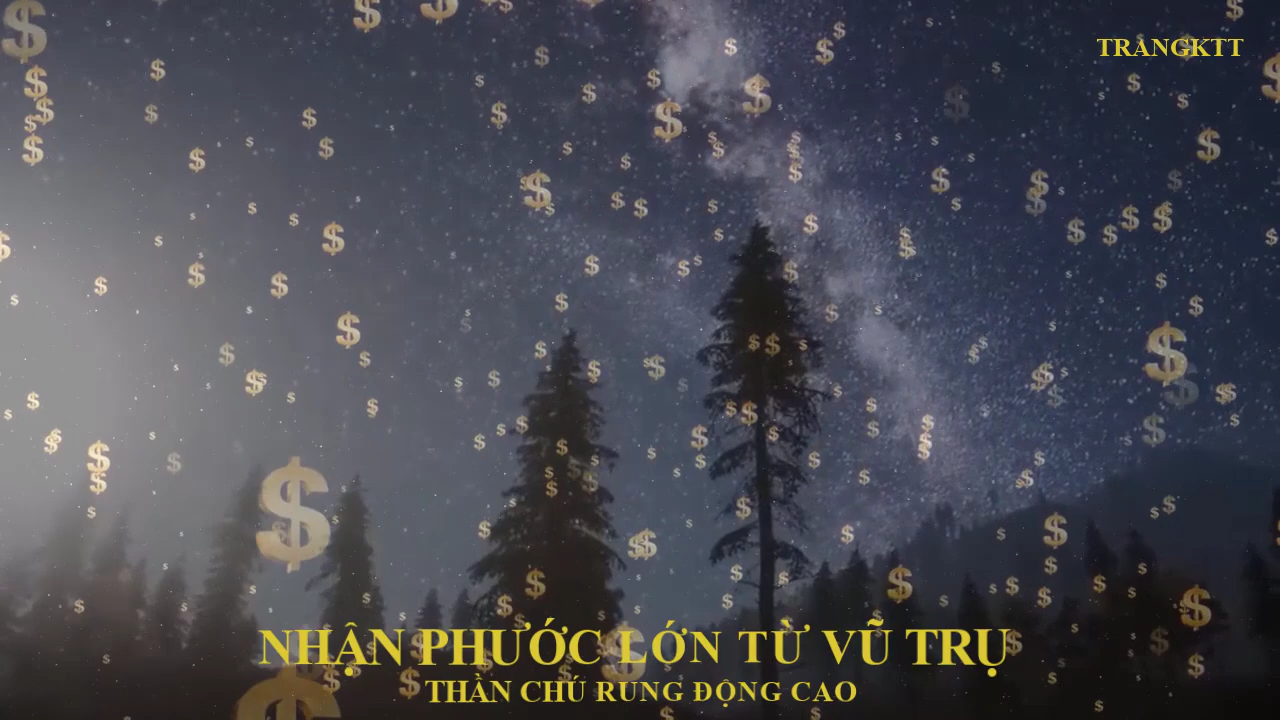 TRANGKTT
NHẬN PHƯỚC LỚN TỪ VŨ TRỤ
THẦN CHÚ RUNG ĐỘNG CAO